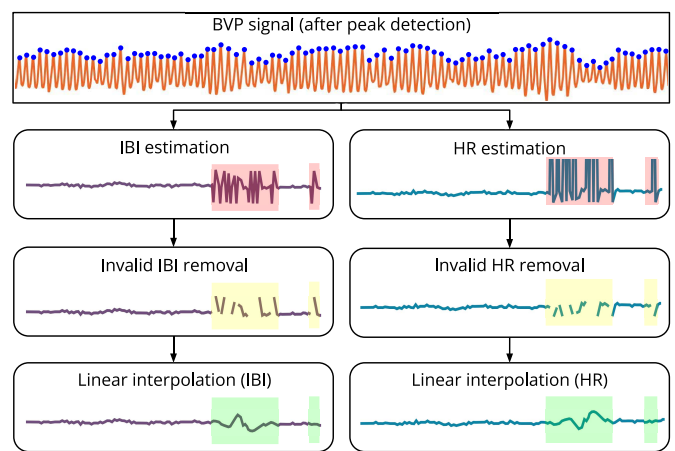 BVP signal (after peak detection)
IBI estimation
HR estimation
Invalid IBI removal
Invalid HR removal
Linear interpolation (IBI)
Linear interpolation (HR)